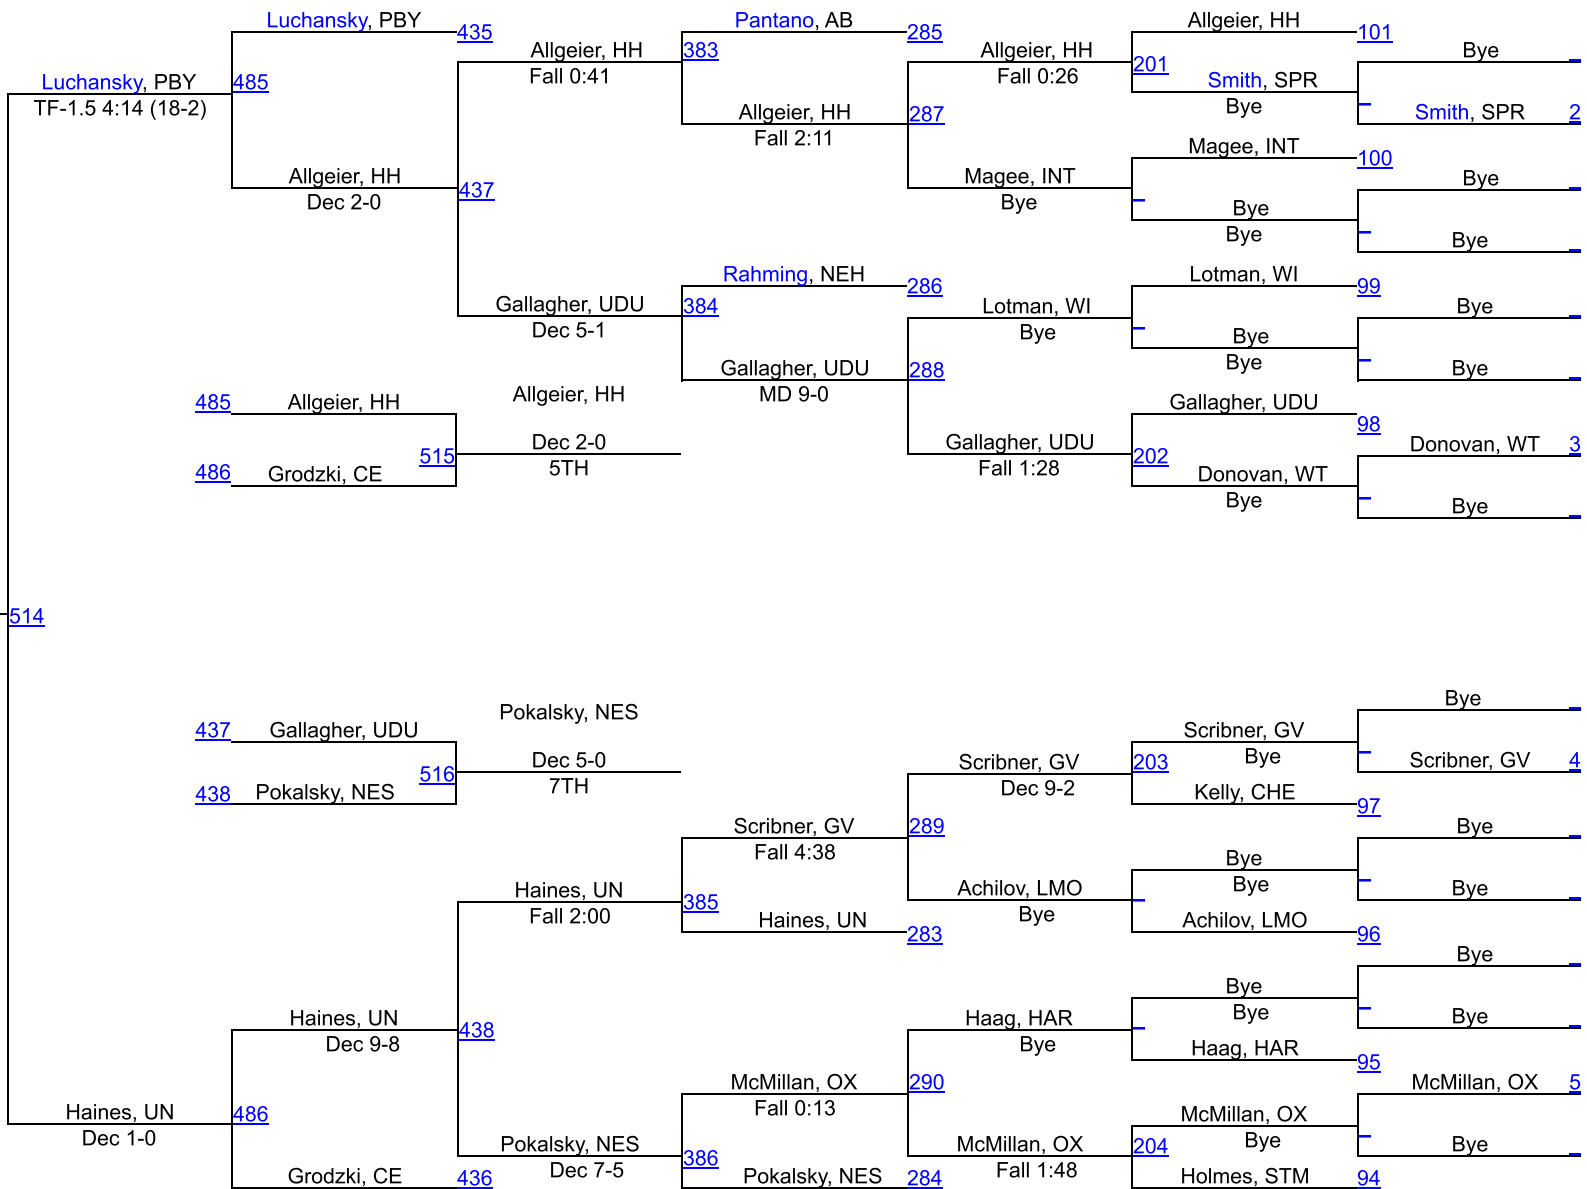 Luchansky, PBY
435
Luchansky, PBY
TF-1.5 4:14 (18-2)
485
Allgeier, HH
Dec 2-0
Allgeier, HH
Fall 0:41
437
Gallagher, UDU
Dec 5-1
Pantano, AB
285
383
Allgeier, HH
Fall 2:11
Rahming, NEH
286
384
Gallagher, UDU
MD 9-0
Allgeier, HH
Fall 0:26
287
Magee, INT
Bye
Lotman, WI
Bye
288
Gallagher, UDU
Fall 1:28
Allgeier, HH
101
201
Smith, SPR
Bye
Magee, INT
100
Bye
Bye
Lotman, WI
99
Bye
Bye
Gallagher, UDU
98
202
Donovan, WT
Bye
Bye
Smith, SPR
2
Bye
Bye
Bye
Bye
Donovan, WT
3
Bye
485
Allgeier, HH
486
Grodzki, CE
515
Allgeier, HH
Dec 2-0
5TH
514
437
Gallagher, UDU
438
Pokalsky, NES
516
Pokalsky, NES
Dec 5-0
7TH
Haines, UN
Dec 1-0
486
Haines, UN
Dec 9-8
Grodzki, CE
436
438
Haines, UN
Fall 2:00
Pokalsky, NES
Dec 7-5
Scribner, GV
Fall 4:38
385
Haines, UN
283
McMillan, OX
Fall 0:13
386
Pokalsky, NES
284
Scribner, GV
Dec 9-2
289
Achilov, LMO
Bye
Haag, HAR
Bye
290
McMillan, OX
Fall 1:48
Scribner, GV
Bye
203
Kelly, CHE
97
Bye
Bye
Achilov, LMO
96
Bye
Bye
Haag, HAR
95
McMillan, OX
Bye
204
Holmes, STM
94
Bye
Scribner, GV
4
Bye
Bye
Bye
Bye
McMillan, OX
5
Bye